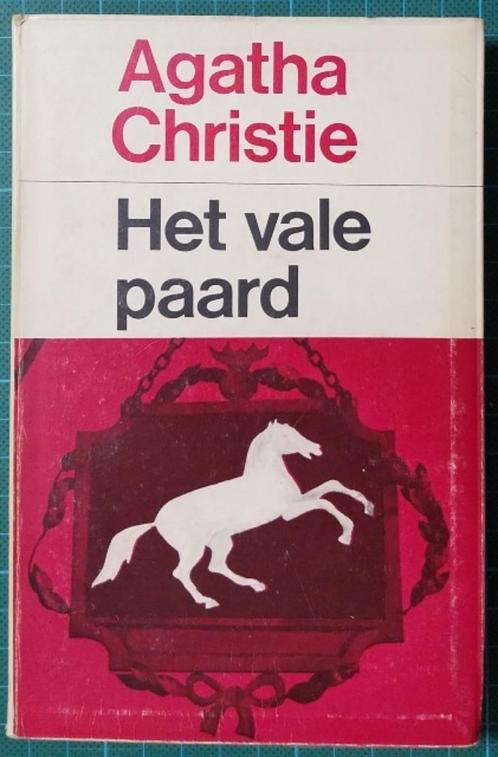 Agatha
Christie
Het vale
paard